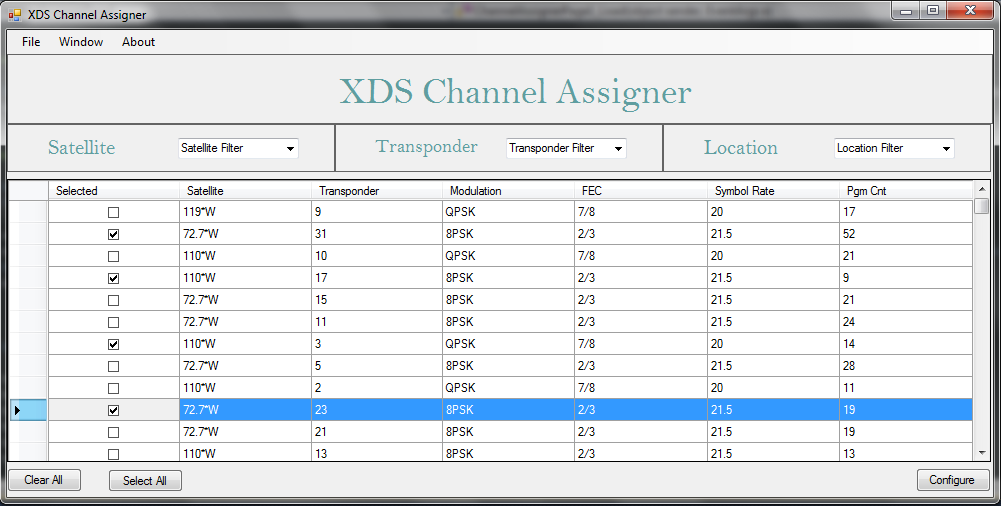 XDS Channel Assigner
File Window About
XDS Channel Assigner
Satellite Satellite Filter Transponder Transponder Filter Location Location Filter
Selected Satellite Transponder Modulation FEC Symbol Rate Pgm Cnt
119*W 9 QPSK 7/8 20 17
72.7*W 31 8PSK 2/3 21.5 52
110*W 10 QPSK 7/8 20 21
110*W 17 8PSK 2/3 21.5 9
72.7*W 15 8PSK 2/3 21.5 21
72.7*W 11 8PSK 2/3 21.5 24
110*W 3 QPSK 7/8 20 14
72.7*W 5 8PSK 2/3 21.5 28
110*W 2 QPSK 7/8 20 11
72.7*W 23 8PSK 2/3 21.5 19
72.7*W 21 8PSK 2/3 21.5 19
110*W 13 8PSK 2/3 21.5 13
Clear All Select All Configure